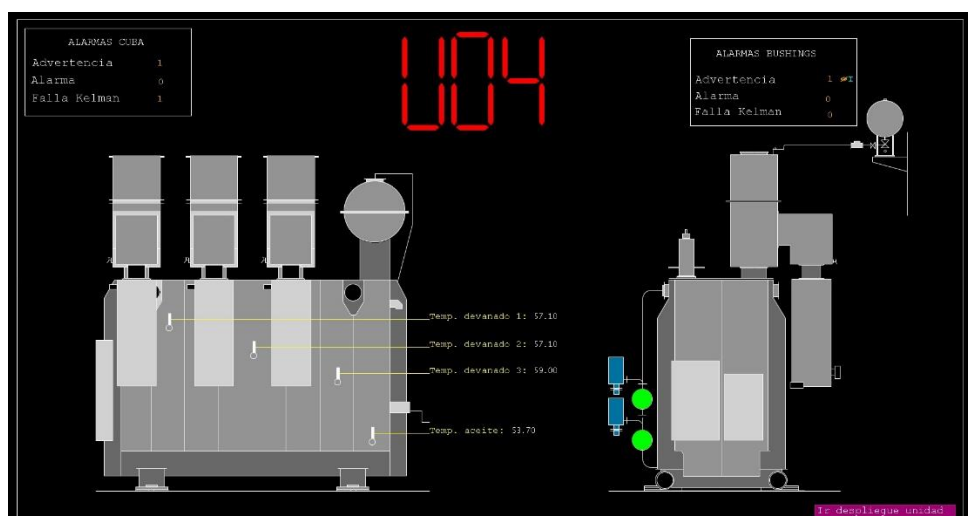 ALARMAS CUBA
Advertencia 1
Alarma 0
Falla Kelman 1
U04
ALARMAS BUSHINGS
Advertencia 1
Alarma 0
Falla Kelman 0
Temp. devanado 1: 57.10
Temp. devanado 2: 57.10
Temp. devanado 3: 59.00
Temp. aceite: 53.70
Ir despliegue unidad